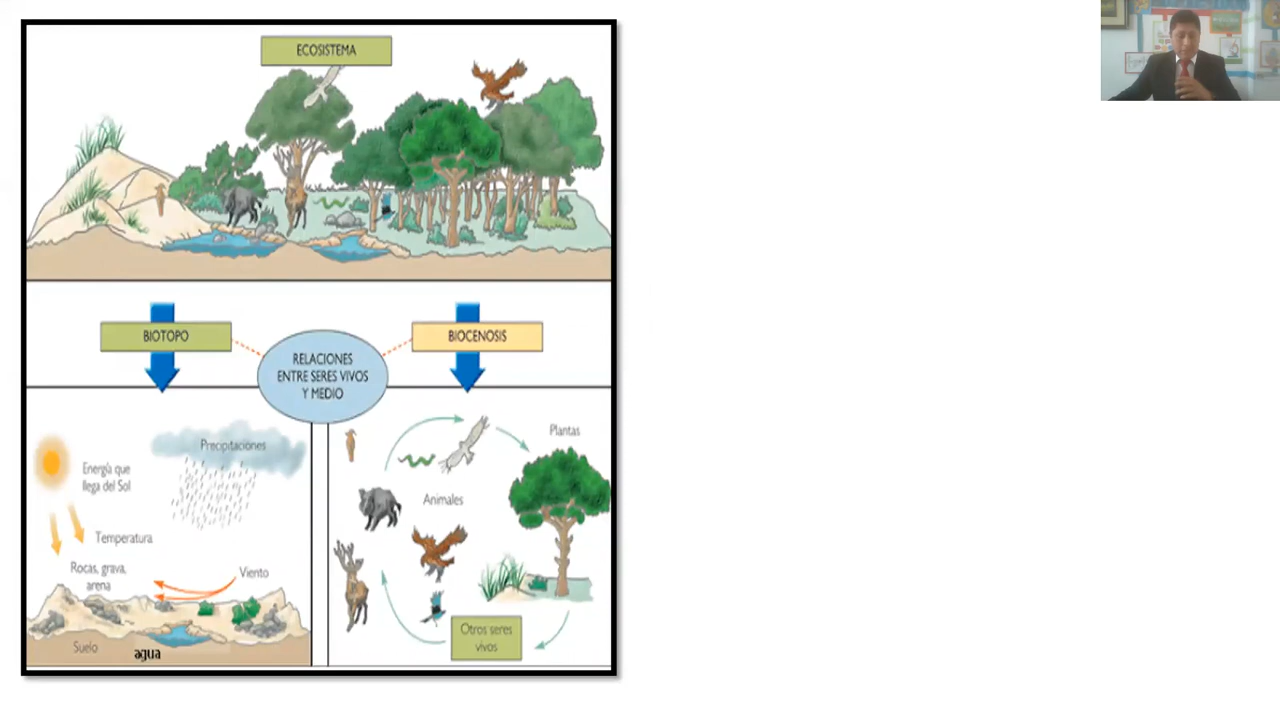 ECOSISTEMA
BIOTOPO
BIOCENOSIS
RELACIONES
ENTRE SERES VIVOS
Y MEDIO
Precipitaciones
Energía que
llega del Sol
Temperatura
Rocas, grava,
arena
Viento
Suelo
agua
Plantas
Animales
Otros seres
vivos